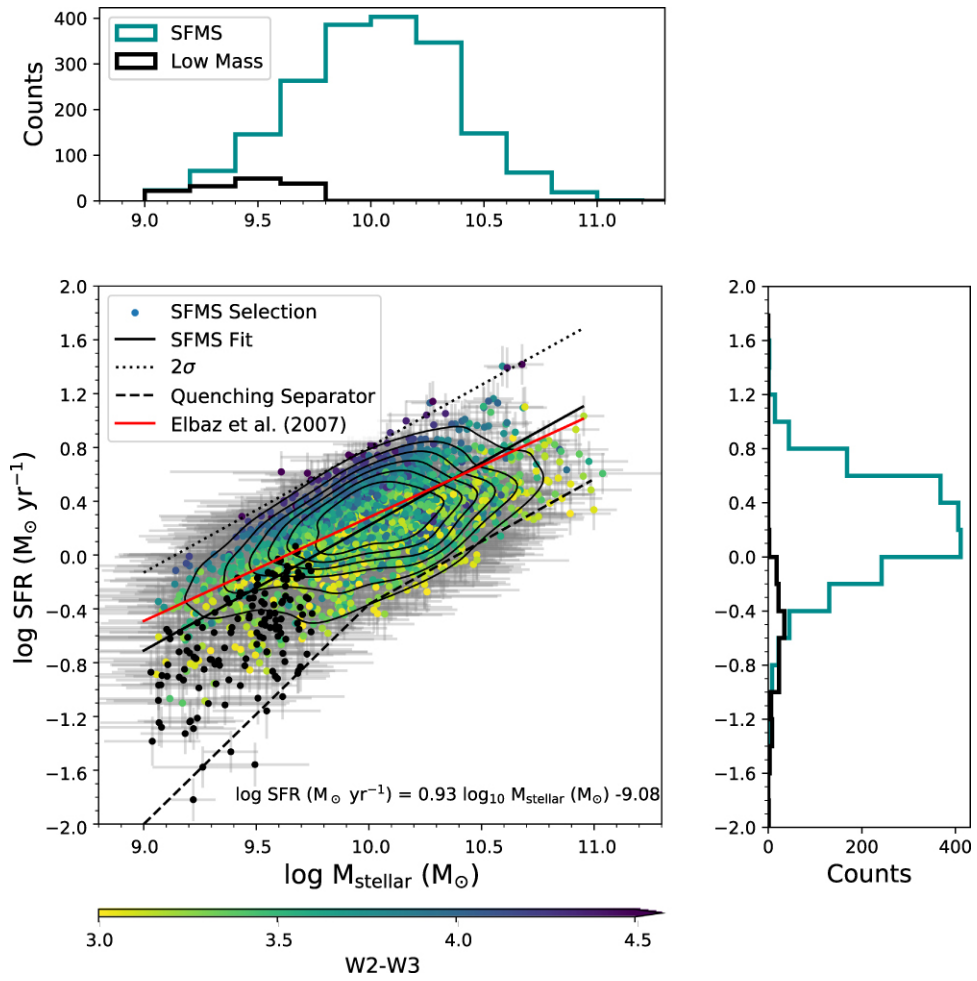 400
300
200
100
0
Counts
SFMS
Low Mass
9.0 9.5 10.0 10.5 11.0
2.0
1.6
1.2
0.8
0.4
0.0
−0.4
−0.8
−1.2
−1.6
−2.0
log SFR (M⊙ yr⁻¹)
SFMS Selection
SFMS Fit
2σ
Quenching Separator
Elbaz et al. (2007)
log SFR (M⊙ yr⁻¹) = 0.93 log₁₀ Mstellar (M⊙) -9.08
9.0 9.5 10.0 10.5 11.0
log Mstellar (M⊙)
2.0
1.6
1.2
0.8
0.4
0.0
−0.4
−0.8
−1.2
−1.6
−2.0
0 200 400
Counts
3.0 3.5 4.0 4.5
W2-W3